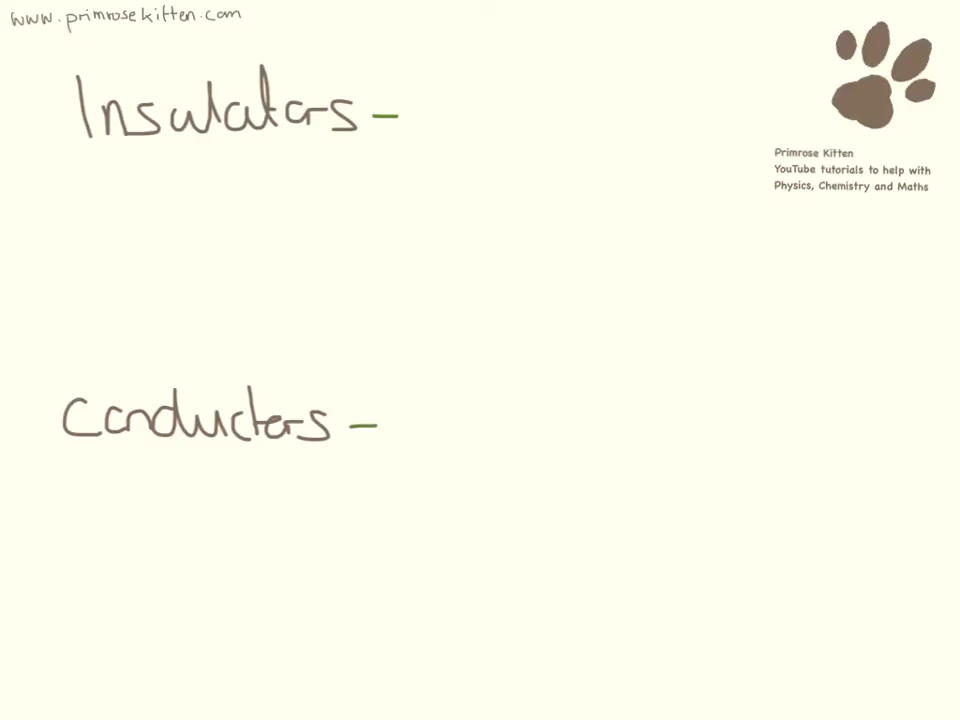 www.primrosekitten.com
Insulators -
Primrose Kitten
YouTube tutorials to help with
Physics, Chemistry and Maths
Conductors -